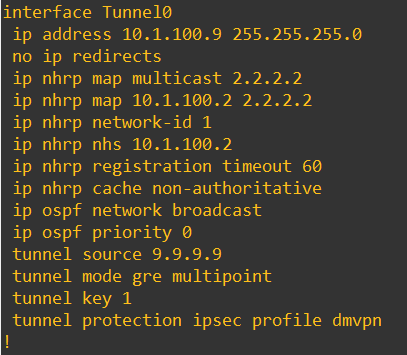 interface Tunnel0
ip address 10.1.100.9 255.255.255.0
no ip redirects
ip nhrp map multicast 2.2.2.2
ip nhrp map 10.1.100.2 2.2.2.2
ip nhrp network-id 1
ip nhrp nhs 10.1.100.2
ip nhrp registration timeout 60
ip nhrp cache non-authoritative
ip ospf network broadcast
ip ospf priority 0
tunnel source 9.9.9.9
tunnel mode gre multipoint
tunnel key 1
tunnel protection ipsec profile dmvpn
!